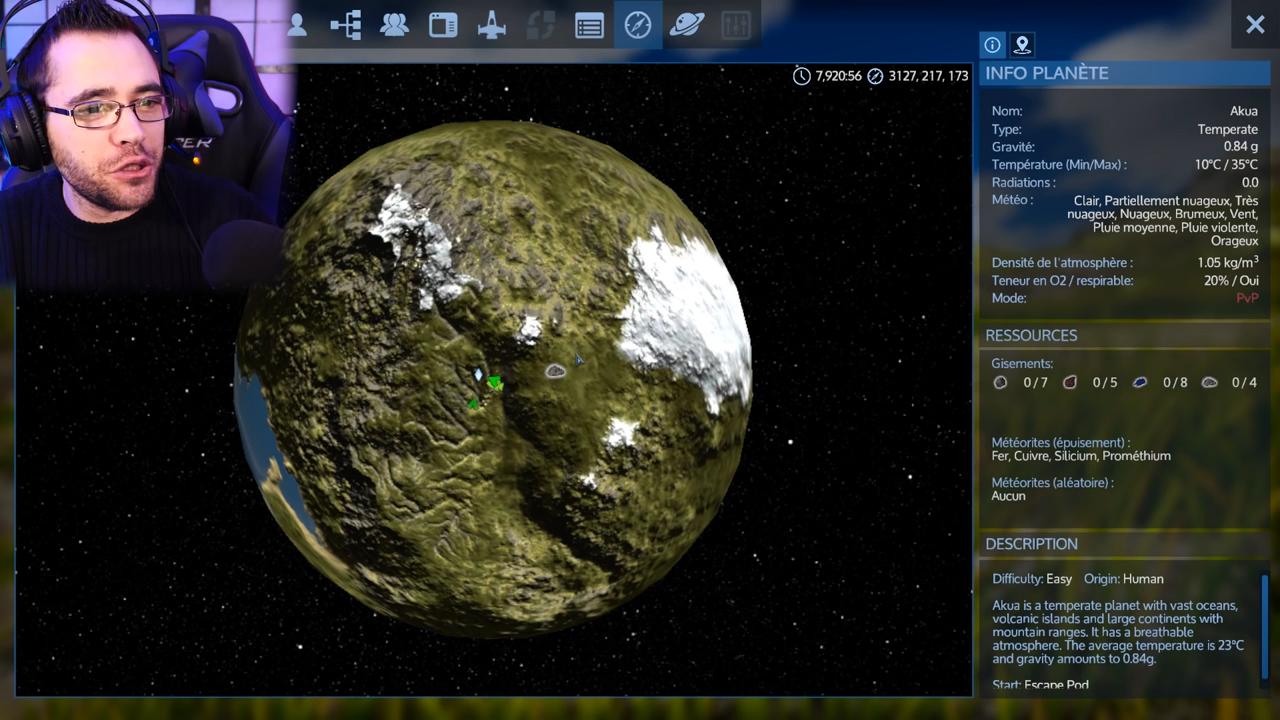 7,920:56 3127, 217, 173
INFO PLANÈTE
Nom: Akua
Type: Temperate
Gravité: 0.84 g
Température (Min/Max) : 10°C / 35°C
Radiations : 0.0
Météo : Clair, Partiellement nuageux, Très
nuageux, Nuageux, Brumeux, Vent,
Pluie moyenne, Pluie violente,
Orageux
Densité de l'atmosphère : 1.05 kg/m³
Teneur en O2 / respirable: 20% / Oui
Mode: PvP
RESSOURCES
Gisements:
0/7 0/5 0/8 0/4
Météorites (épuisement) :
Fer, Cuivre, Silicium, Prométhium
Météorites (aléatoire) :
Aucun
DESCRIPTION
Difficulty: Easy Origin: Human
Akua is a temperate planet with vast oceans,
volcanic islands and large continents with
mountain ranges. It has a breathable
atmosphere. The average temperature is 23°C
and gravity amounts to 0.84g.
Start: Escape Pod